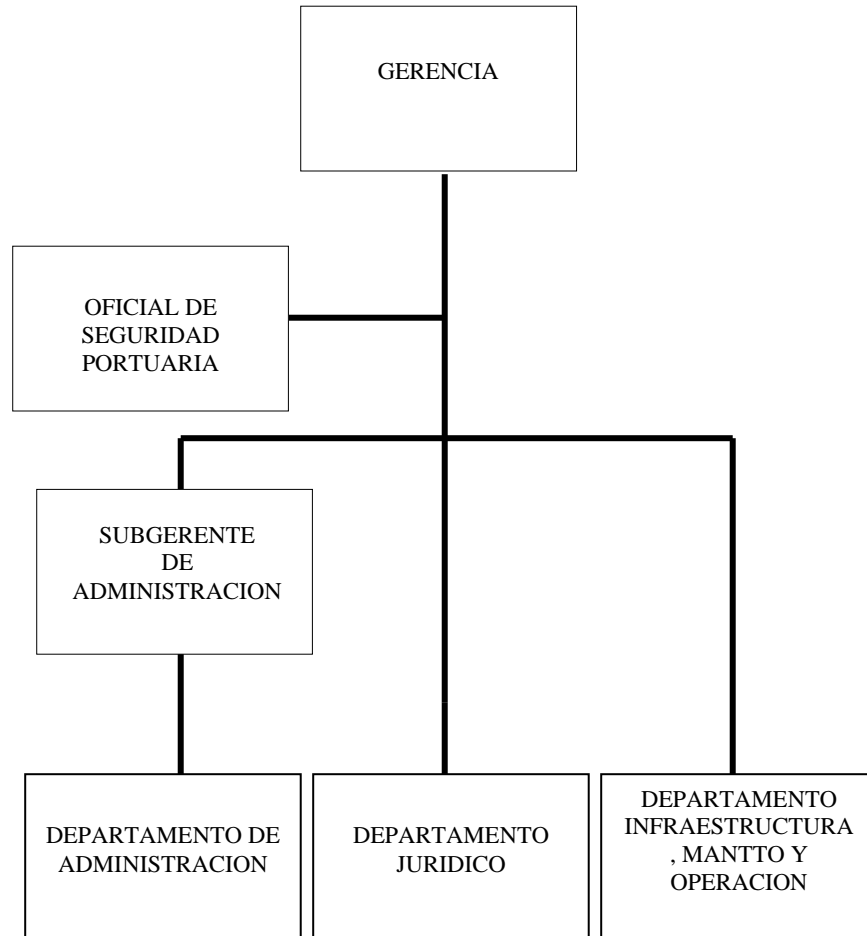 GERENCIA
OFICIAL DE
SEGURIDAD
PORTUARIA
SUBGERENTE
DE
ADMINISTRACION
DEPARTAMENTO DE
ADMINISTRACION
DEPARTAMENTO
JURIDICO
DEPARTAMENTO
INFRAESTRUCTURA
, MANTTO Y
OPERACION